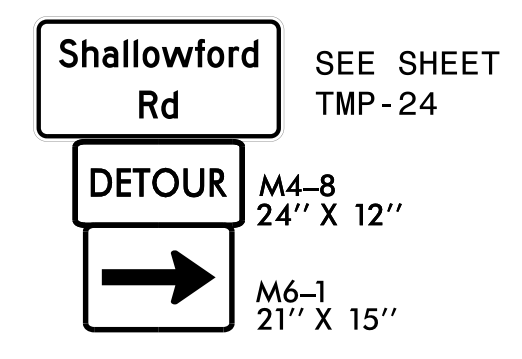 Shallowford
Rd
SEE SHEET
TMP-24
DETOUR
M4-8
24" X 12"
M6-1
21" X 15"